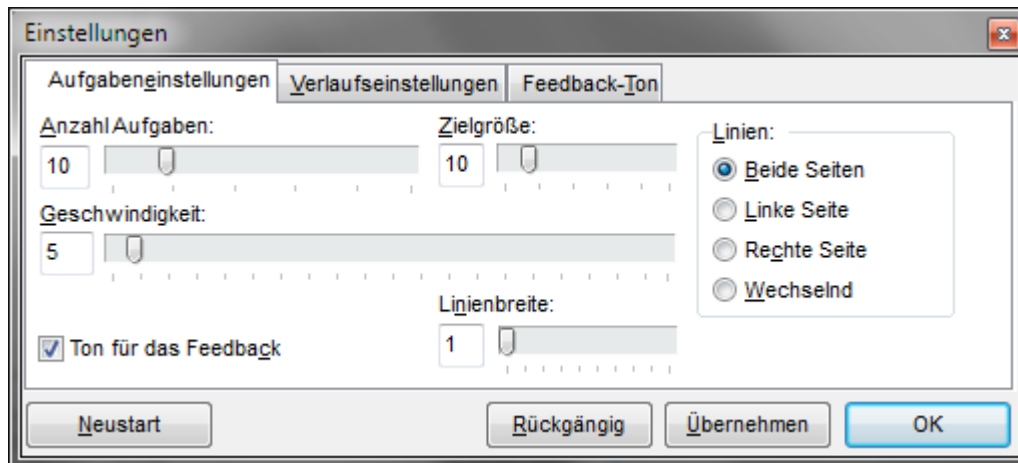 Einstellungen
Aufgabeneinstellungen Verlaufseinstellungen Feedback-Ton
Anzahl Aufgaben:
10
Zielgröße:
10
Geschwindigkeit:
5
Linienbreite:
1
Ton für das Feedback
Linien:
Beide Seiten
Linke Seite
Rechte Seite
Wechselnd
Neustart Rückgängig Übernehmen OK